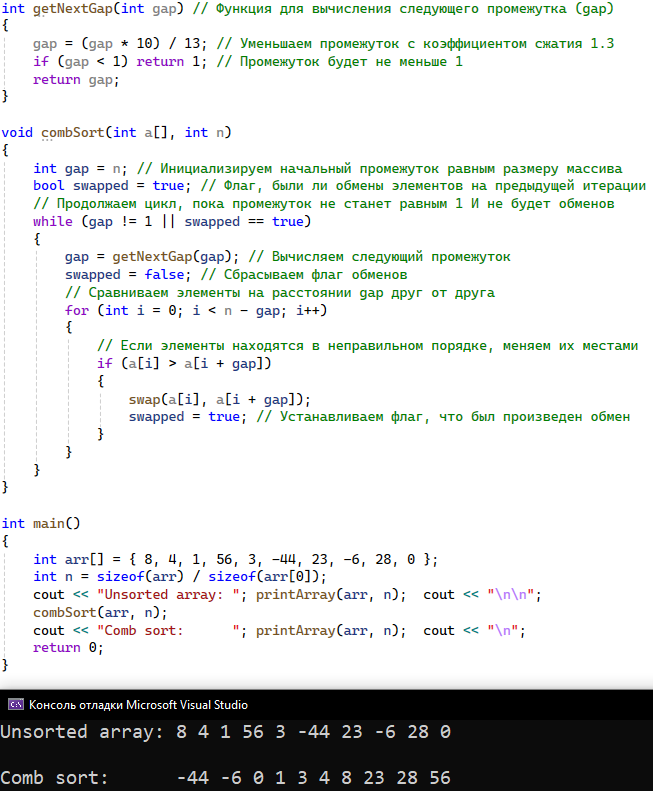 int getNextGap(int gap) // Функция для вычисления следующего промежутка (gap)
{
    gap = (gap * 10) / 13; // Уменьшаем промежуток с коэффициентом сжатия 1.3
    if (gap < 1) return 1; // Промежуток будет не меньше 1
    return gap;
}

void combSort(int a[], int n)
{
    int gap = n; // Инициализируем начальный промежуток равным размеру массива
    bool swapped = true; // Флаг, были ли обмены элементов на предыдущей итерации
    // Продолжаем цикл, пока промежуток не станет равным 1 И не будет обменов
    while (gap != 1 || swapped == true)
    {
        gap = getNextGap(gap); // Вычисляем следующий промежуток
        swapped = false; // Сбрасываем флаг обменов
        // Сравниваем элементы на расстоянии gap друг от друга
        for (int i = 0; i < n - gap; i++)
        {
            // Если элементы находятся в неправильном порядке, меняем их местами
            if (a[i] > a[i + gap])
            {
                swap(a[i], a[i + gap]);
                swapped = true; // Устанавливаем флаг, что был произведен обмен
            }
        }
    }
}

int main()
{
    int arr[] = { 8, 4, 1, 56, 3, -44, 23, -6, 28, 0 };
    int n = sizeof(arr) / sizeof(arr[0]);
    cout << "Unsorted array: "; printArray(arr, n);  cout << "\n\n";
    combSort(arr, n);
    cout << "Comb sort:      "; printArray(arr, n);  cout << "\n";
    return 0;
}
Консоль отладки Microsoft Visual Studio
Unsorted array: 8 4 1 56 3 -44 23 -6 28 0

Comb sort:      -44 -6 0 1 3 4 8 23 28 56